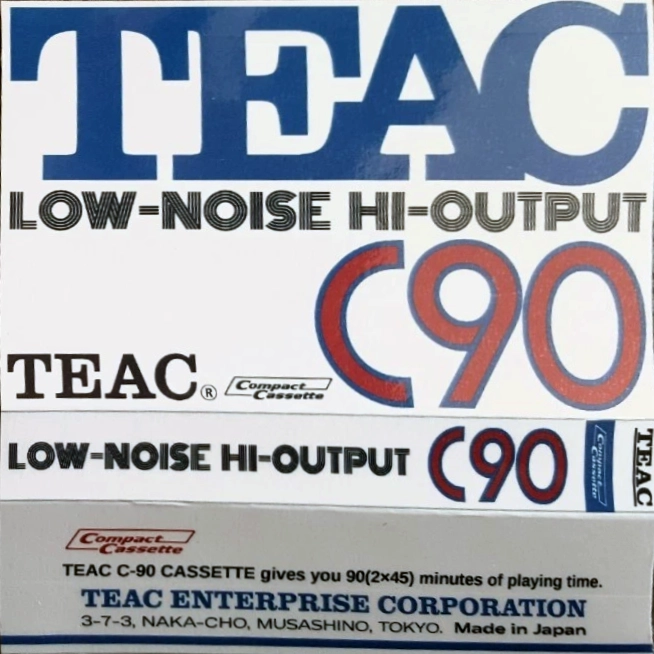 TEAC
LOW-NOISE HI-OUTPUT
C90
TEAC® Compact Cassette
LOW-NOISE HI-OUTPUT C90 Compact Cassette TEAC
Compact Cassette
TEAC C-90 CASSETTE gives you 90(2×45) minutes of playing time.
TEAC ENTERPRISE CORPORATION
3-7-3, NAKA-CHO, MUSASHINO, TOKYO. Made in Japan